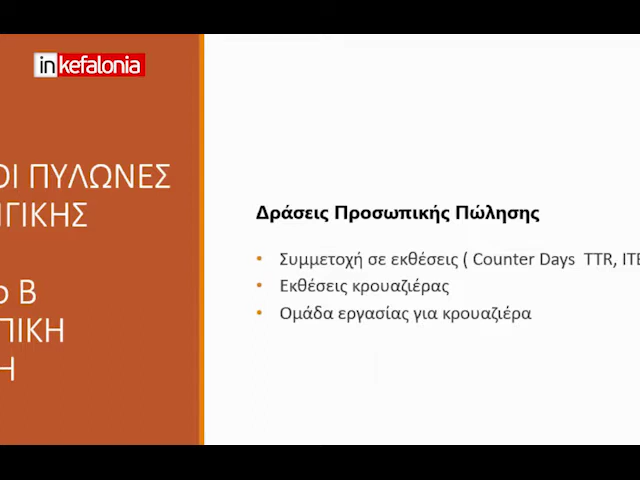 inkefalonia
ΟΙ ΠΥΛΩΝΕΣ
ΓΙΚΗΣ
Β
ΠΙΚΗ
Η
Δράσεις Προσωπικής Πώλησης
• Συμμετοχή σε εκθέσεις ( Counter Days TTR, ITE
• Εκθέσεις κρουαζιέρας
• Ομάδα εργασίας για κρουαζιέρα